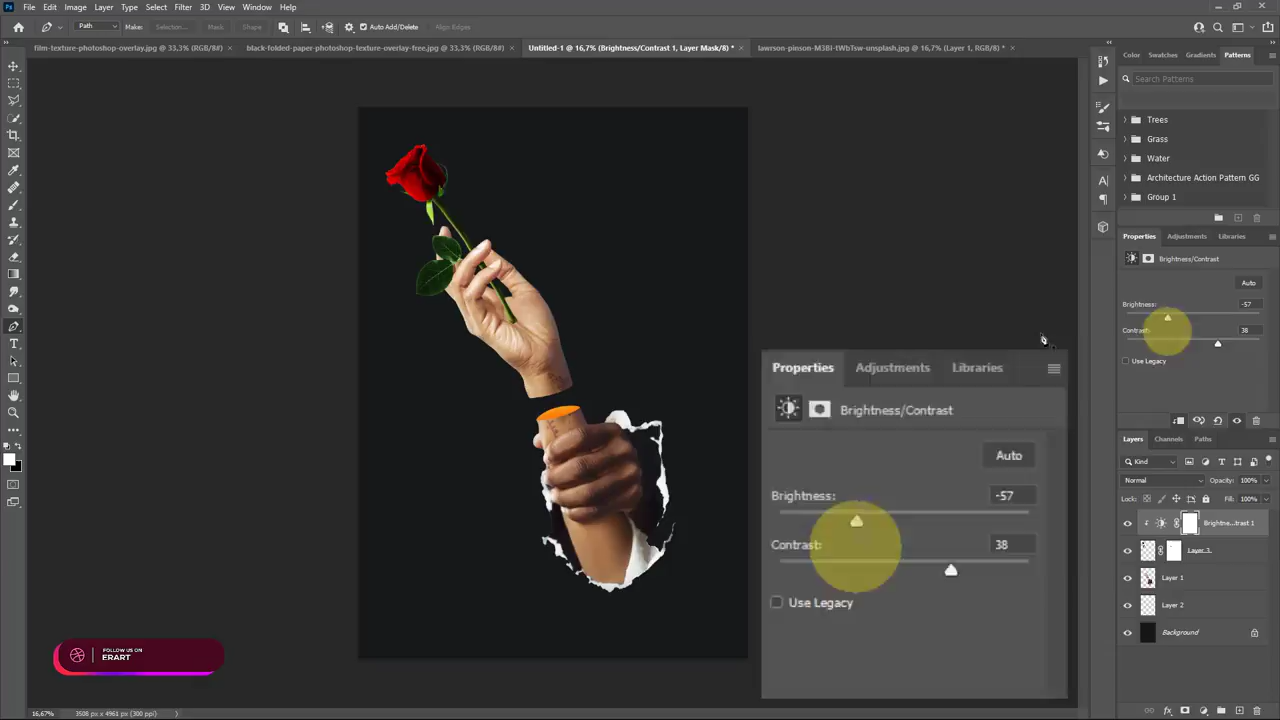 Ps File Edit Image Layer Type Select Filter 3D View Window Help
Path Make: Selection... Mask Shape Auto Add/Delete Align Edges
film-texture-photoshop-overlay.jpg @ 33,3% (RGB/8#) × black-folded-paper-photoshop-texture-overlay-free.jpg @ 33,3% (RGB/8#) × Untitled-1 @ 16,7% (Brightness/Contrast 1, Layer Mask/8) * × lawrson-pinson-M3Bi-tWbTsw-unsplash.jpg @ 16,7% (Layer 1, RGB/8*) * ×
Color Swatches Gradients Patterns
Search Patterns
Trees
Grass
Water
Architecture Action Pattern GG
Group 1
Properties Adjustments Libraries
Brightness/Contrast
Auto
Brightness: -57
Contrast: 38
Use Legacy
Properties Adjustments Libraries
Brightness/Contrast
Auto
Brightness: -57
Contrast: 38
Use Legacy
Layers Channels Paths
Kind
Normal Opacity: 100%
Lock: Fill: 100%
Brightne...trast 1
Layer 3
Layer 1
Layer 2
Background
FOLLOW US ON
ERART
16,67% 3508 px x 4961 px (300 ppi)